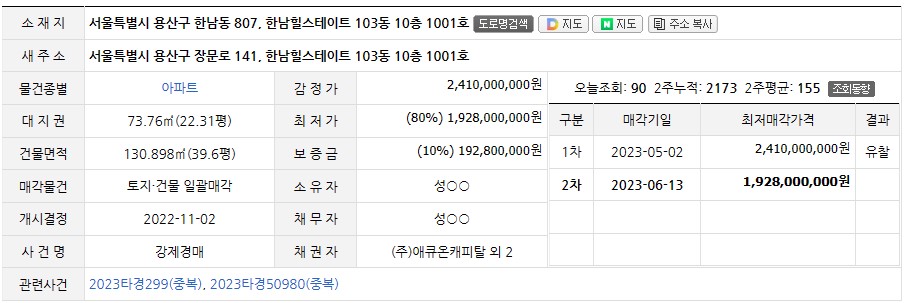 소 재 지 서울특별시 용산구 한남동 807, 한남힐스테이트 103동 10층 1001호 도로명검색 D 지도 N 지도 주소 복사
새 주 소 서울특별시 용산구 장문로 141, 한남힐스테이트 103동 10층 1001호
물건종별 아파트 감 정 가 2,410,000,000원 오늘조회: 90 2주누적: 2173 2주평균: 155 조회동향
대 지 권 73.76㎡(22.31평) 최 저 가 (80%) 1,928,000,000원 구분 매각기일 최저매각가격 결과
건물면적 130.898㎡(39.6평) 보 증 금 (10%) 192,800,000원 1차 2023-05-02 2,410,000,000원 유찰
매각물건 토지·건물 일괄매각 소 유 자 성○○ 2차 2023-06-13 1,928,000,000원
개시결정 2022-11-02 채 무 자 성○○
사 건 명 강제경매 채 권 자 (주)애큐온캐피탈 외 2
관련사건 2023타경299(중복), 2023타경50980(중복)